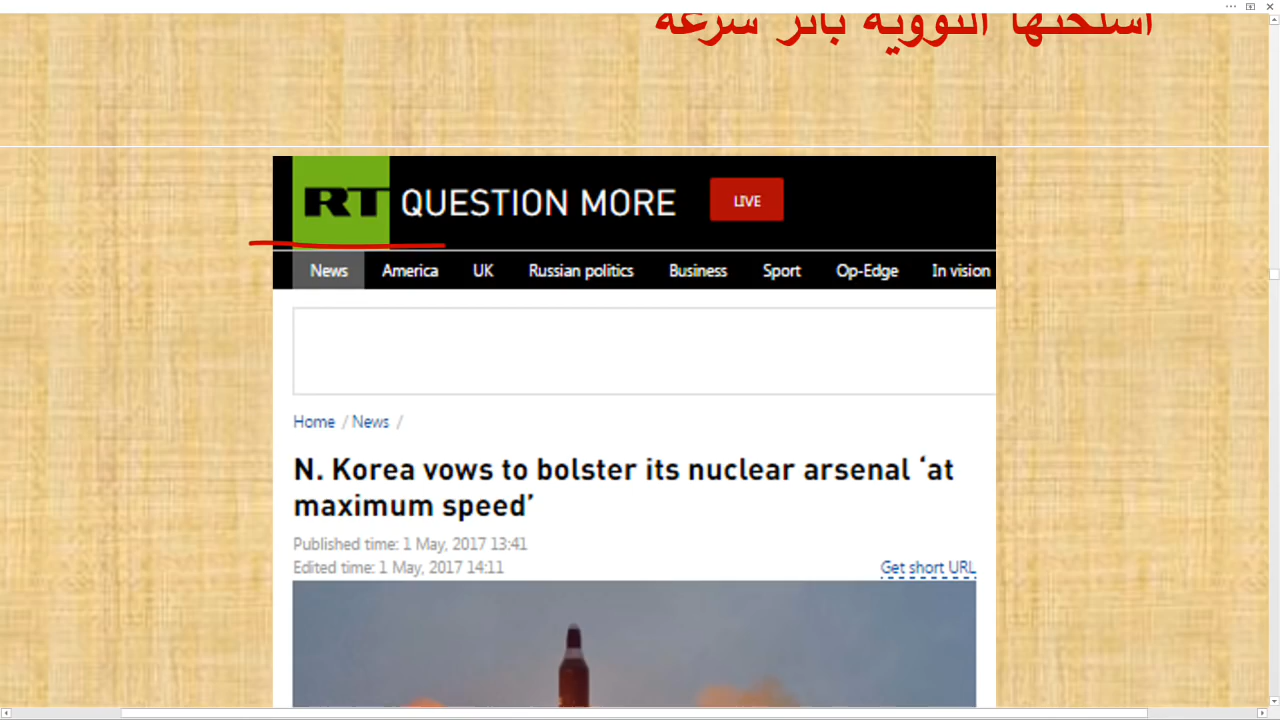 أسلحتها النووية بأكبر سرعة
RT QUESTION MORE LIVE
News America UK Russian politics Business Sport Op-Edge In vision
Home / News /
N. Korea vows to bolster its nuclear arsenal ‘at
maximum speed’
Published time: 1 May, 2017 13:41
Edited time: 1 May, 2017 14:11
Get short URL